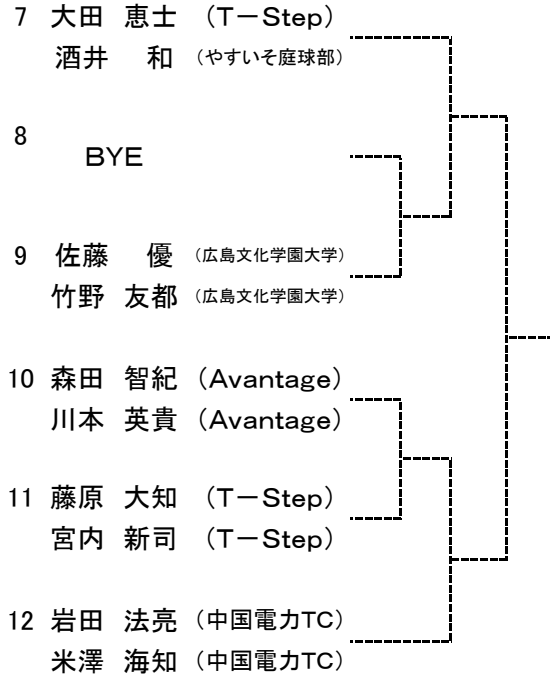 7 大田 恵士 （T－Step）
酒井 和 （やすいそ庭球部）
8
BYE
9 佐藤 優 （広島文化学園大学）
竹野 友都 （広島文化学園大学）
10 森田 智紀 （Avantage）
川本 英貴 （Avantage）
11 藤原 大知 （T－Step）
宮内 新司 （T－Step）
12 岩田 法亮 （中国電力TC）
米澤 海知 （中国電力TC）